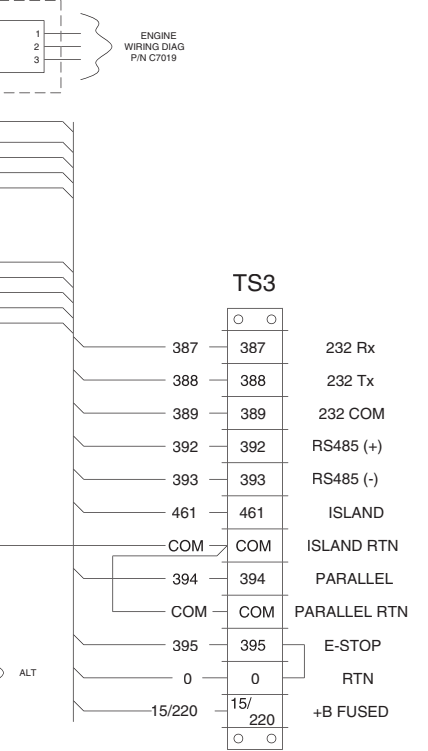 1
2
3
ENGINE
WIRING DIAG
P/N C7019
TS3
387 387 232 Rx
388 388 232 Tx
389 389 232 COM
392 392 RS485 (+)
393 393 RS485 (-)
461 461 ISLAND
COM COM ISLAND RTN
394 394 PARALLEL
COM COM PARALLEL RTN
395 395 E-STOP
ALT
0 0 RTN
15/220 15/ +B FUSED
220